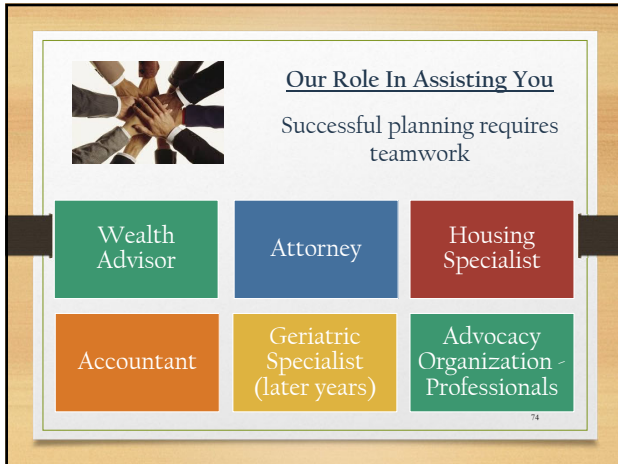 Our Role In Assisting You
Successful planning requires
teamwork
Wealth
Advisor
Attorney
Housing
Specialist
Accountant
Geriatric
Specialist
(later years)
Advocacy
Organization -
Professionals
74